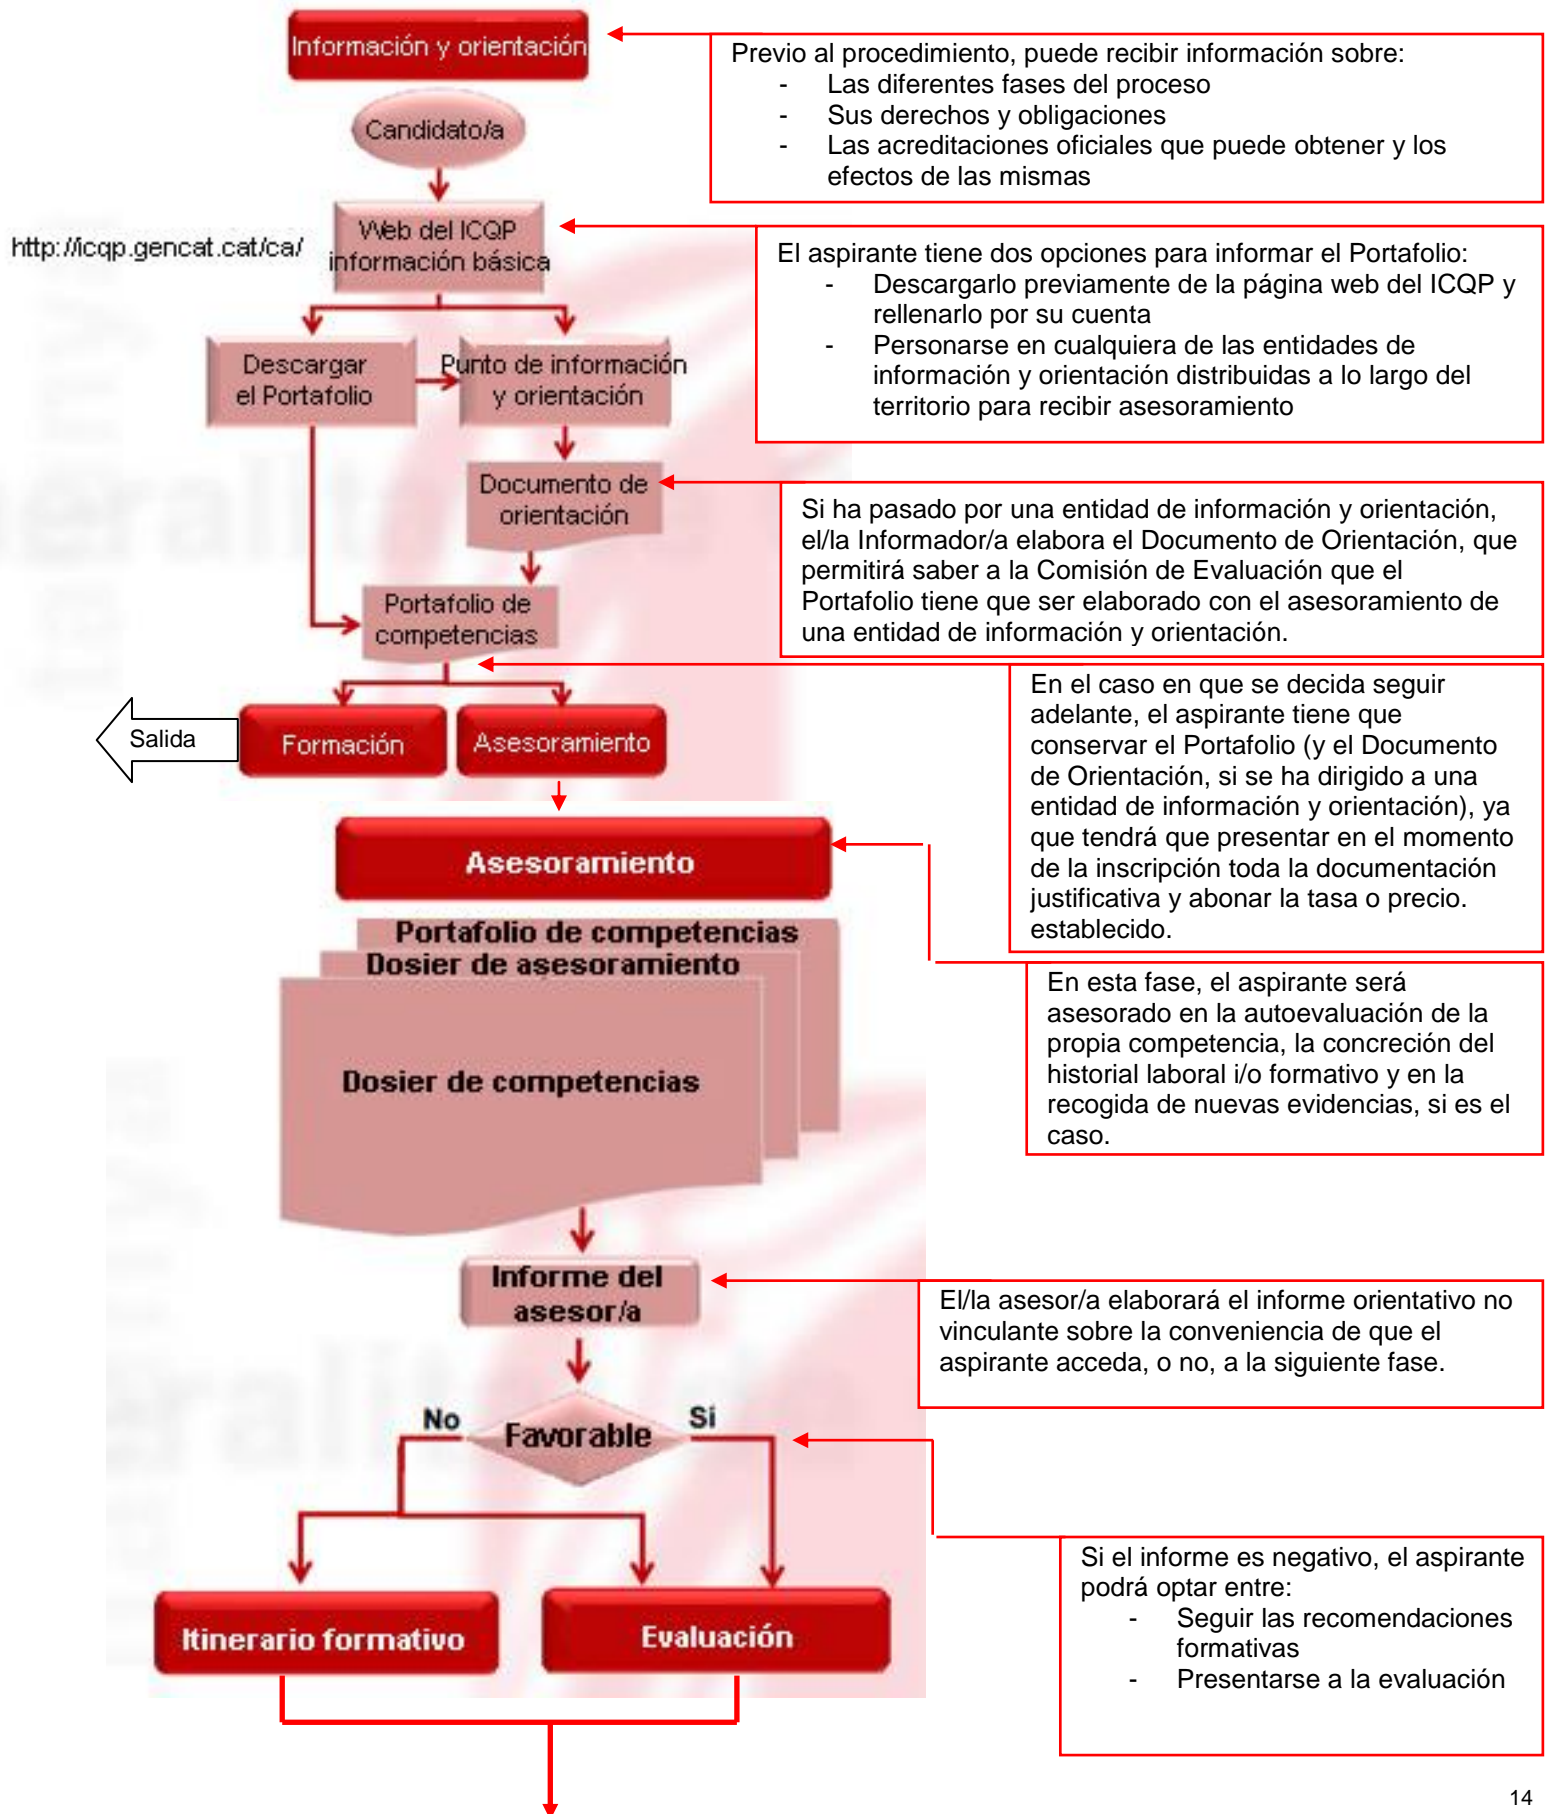 Información y orientación
Previo al procedimiento, puede recibir información sobre:
- Las diferentes fases del proceso
- Sus derechos y obligaciones
- Las acreditaciones oficiales que puede obtener y los
efectos de las mismas
Candidato/a
http://icqp.gencat.cat/ca/
Web del ICQP
información básica
El aspirante tiene dos opciones para informar el Portafolio:
- Descargarlo previamente de la página web del ICQP y
rellenarlo por su cuenta
- Personarse en cualquiera de las entidades de
información y orientación distribuidas a lo largo del
territorio para recibir asesoramiento
Descargar
el Portafolio
Punto de información
y orientación
Documento de
orientación
Si ha pasado por una entidad de información y orientación,
el/la Informador/a elabora el Documento de Orientación, que
permitirá saber a la Comisión de Evaluación que el
Portafolio tiene que ser elaborado con el asesoramiento de
una entidad de información y orientación.
Portafolio de
competencias
En el caso en que se decida seguir
adelante, el aspirante tiene que
conservar el Portafolio (y el Documento
de Orientación, si se ha dirigido a una
entidad de información y orientación), ya
que tendrá que presentar en el momento
de la inscripción toda la documentación
justificativa y abonar la tasa o precio.
establecido.
Salida
Formación
Asesoramiento
Asesoramiento
Portafolio de competencias
Dosier de asesoramiento
Dosier de competencias
En esta fase, el aspirante será
asesorado en la autoevaluación de la
propia competencia, la concreción del
historial laboral i/o formativo y en la
recogida de nuevas evidencias, si es el
caso.
Informe del
asesor/a
El/la asesor/a elaborará el informe orientativo no
vinculante sobre la conveniencia de que el
aspirante acceda, o no, a la siguiente fase.
No
Favorable
Si
Si el informe es negativo, el aspirante
podrá optar entre:
- Seguir las recomendaciones
formativas
- Presentarse a la evaluación
Itinerario formativo
Evaluación
14